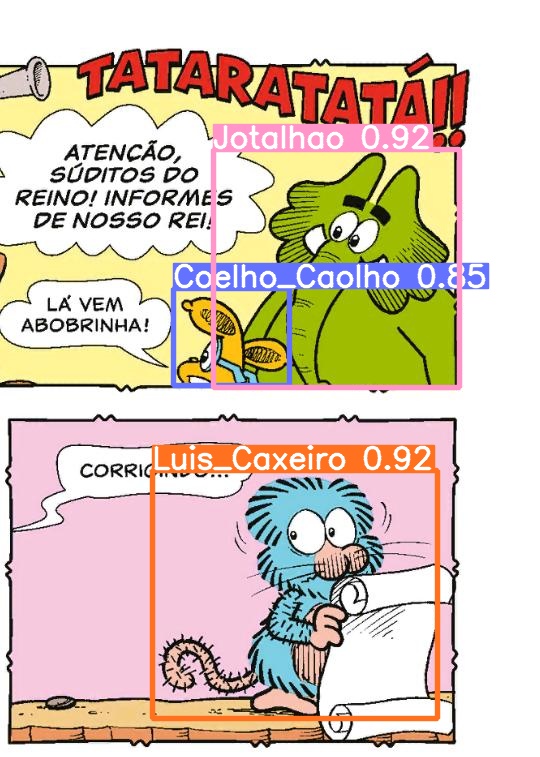 TATARATATÁ!!
Jotalhao 0.92
ATENÇÃO,
SÚDITOS DO
REINO! INFORMES
DE NOSSO REI!
Coelho_Caolho 0.85
LÁ VEM
ABOBRINHA!
Luis_Caxeiro 0.92
CORRIGINDO...